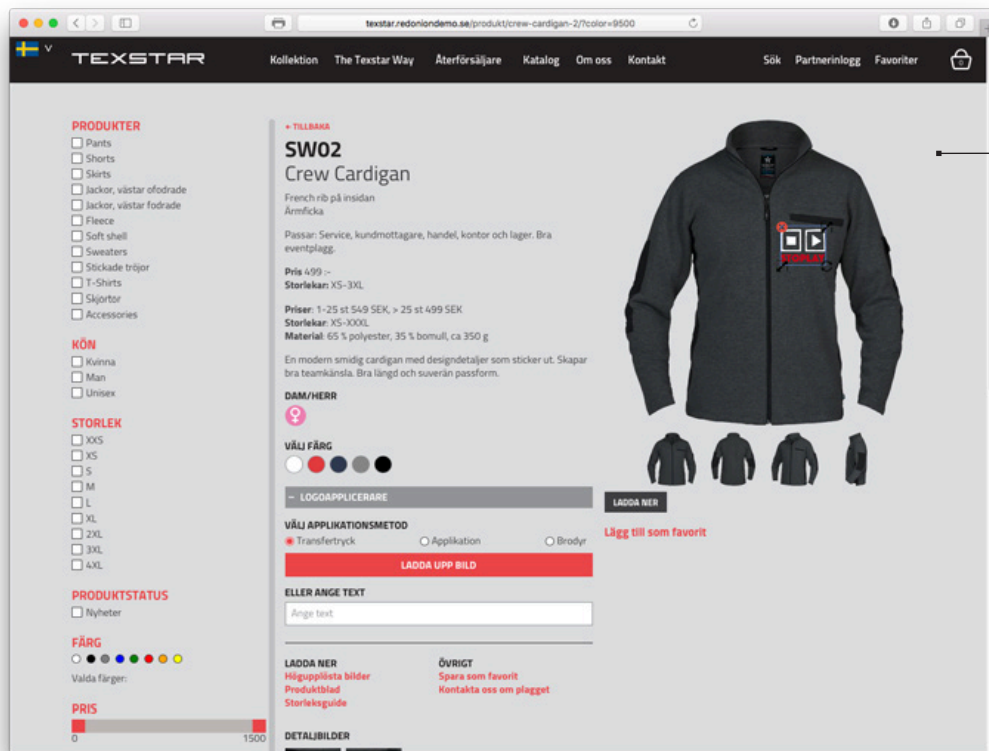 texstar.redoniondemo.se/produkt/crew-cardigan-2/?color=9500
V
TEXSTAR
Kollektion The Texstar Way Återförsäljare Katalog Om oss Kontakt Sök Partnerinlogg Favoriter
0
PRODUKTER
Pants
Shorts
Skirts
Jackor, västar ofodrade
Jackor, västar fodrade
Fleece
Soft shell
Sweaters
Stickade tröjor
T-Shirts
Skjortor
Accessories
KÖN
Kvinna
Man
Unisex
STORLEK
XXS
XS
S
M
L
XL
2XL
3XL
4XL
PRODUKTSTATUS
Nyheter
FÄRG
Valda färger:
PRIS
0 1500
← TILLBAKA
SW02
Crew Cardigan
French rib på insidan
Ärmficka
Passar: Service, kundmottagare, handel, kontor och lager. Bra
eventplagg.
Pris 499 :-
Storlekar: XS-3XL
Priser: 1-25 st 549 SEK, > 25 st 499 SEK
Storlekar: XS-XXXL
Material: 65 % polyester, 35 % bomull, ca 350 g
En modern smidig cardigan med designdetaljer som sticker ut. Skapar
bra teamkänsla. Bra längd och suverän passform.
DAM/HERR
VÄLJ FÄRG
– LOGOAPPLICERARE
VÄLJ APPLIKATIONSMETOD
Transfertryck Applikation Brodyr
LADDA UPP BILD
ELLER ANGE TEXT
Ange text
LADDA NER
Högupplösta bilder
Produktblad
Storleksguide
ÖVRIGT
Spara som favorit
Kontakta oss om plagget
DETALJBILDER
LADDA NER
Lägg till som favorit